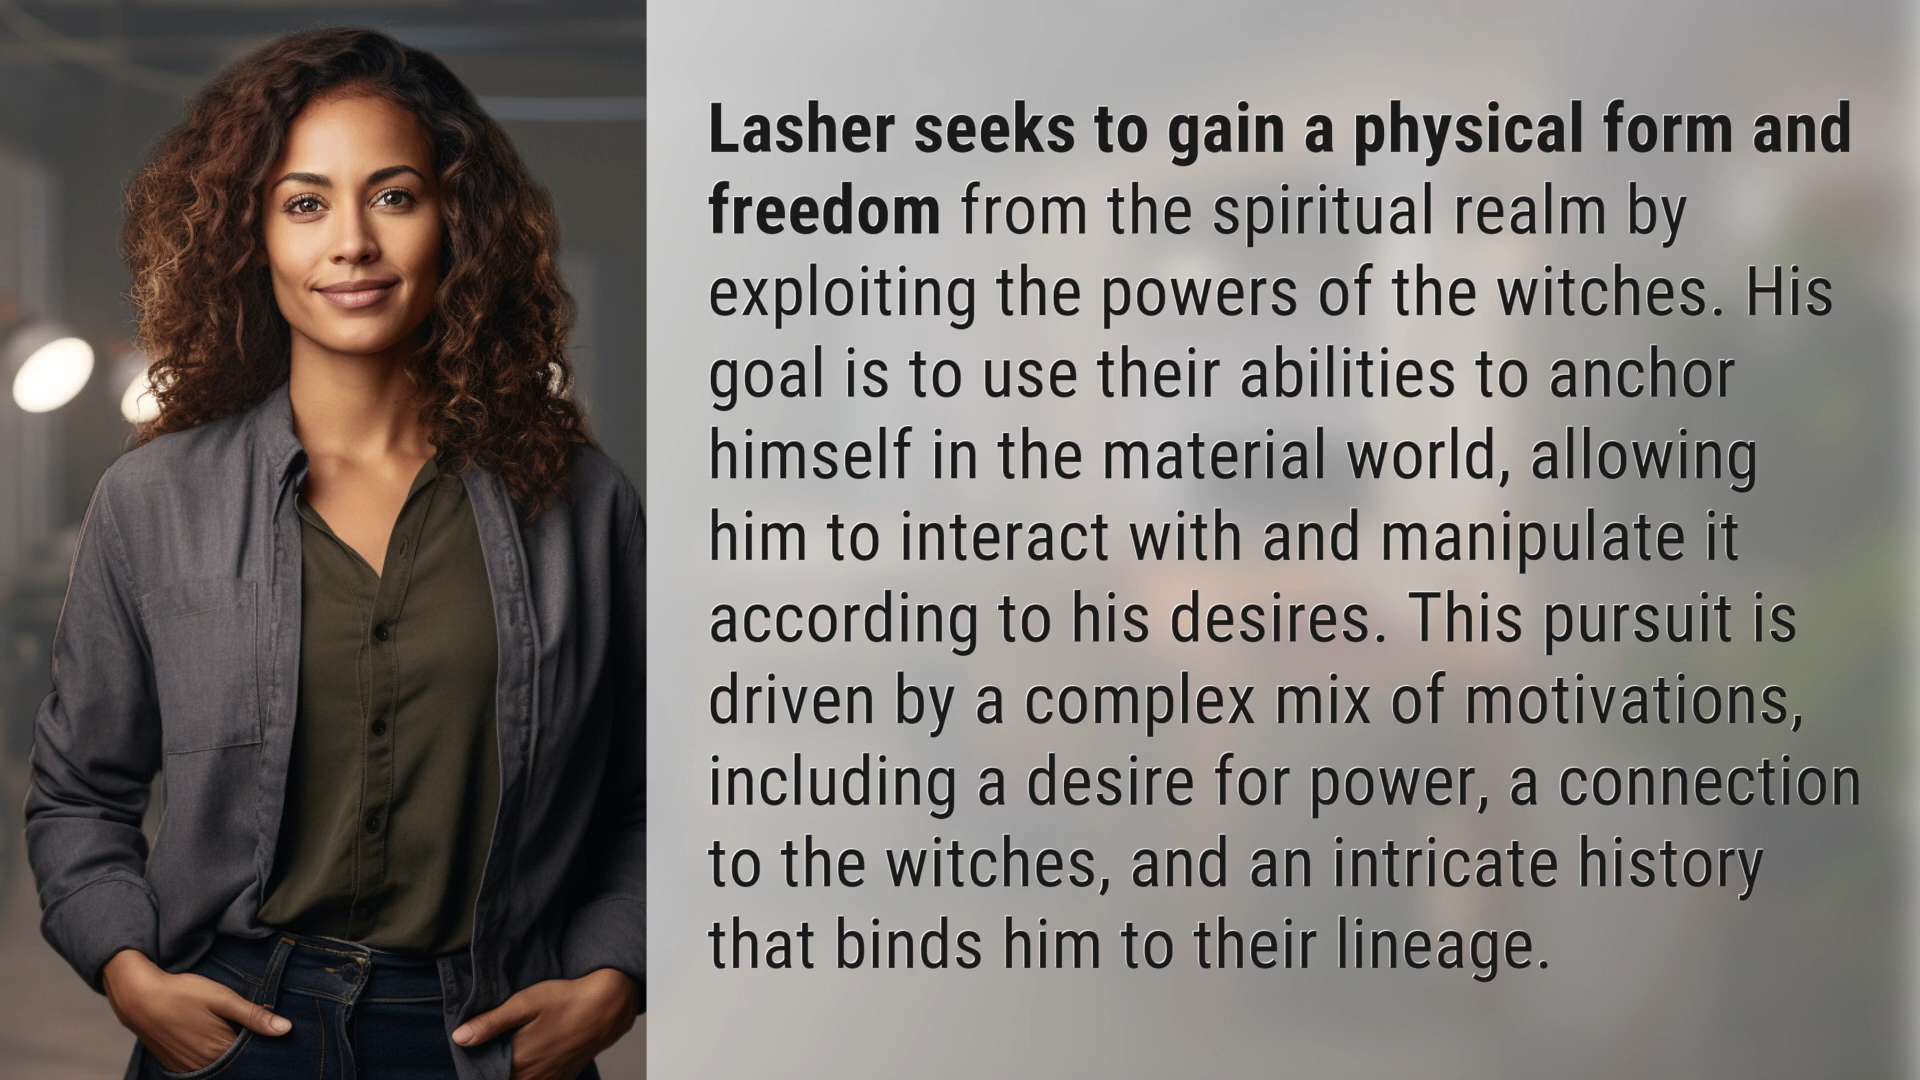 Lasher seeks to gain a physical form and
freedom from the spiritual realm by
exploiting the powers of the witches. His
goal is to use their abilities to anchor
himself in the material world, allowing
him to interact with and manipulate it
according to his desires. This pursuit is
driven by a complex mix of motivations,
including a desire for power, a connection
to the witches, and an intricate history
that binds him to their lineage.